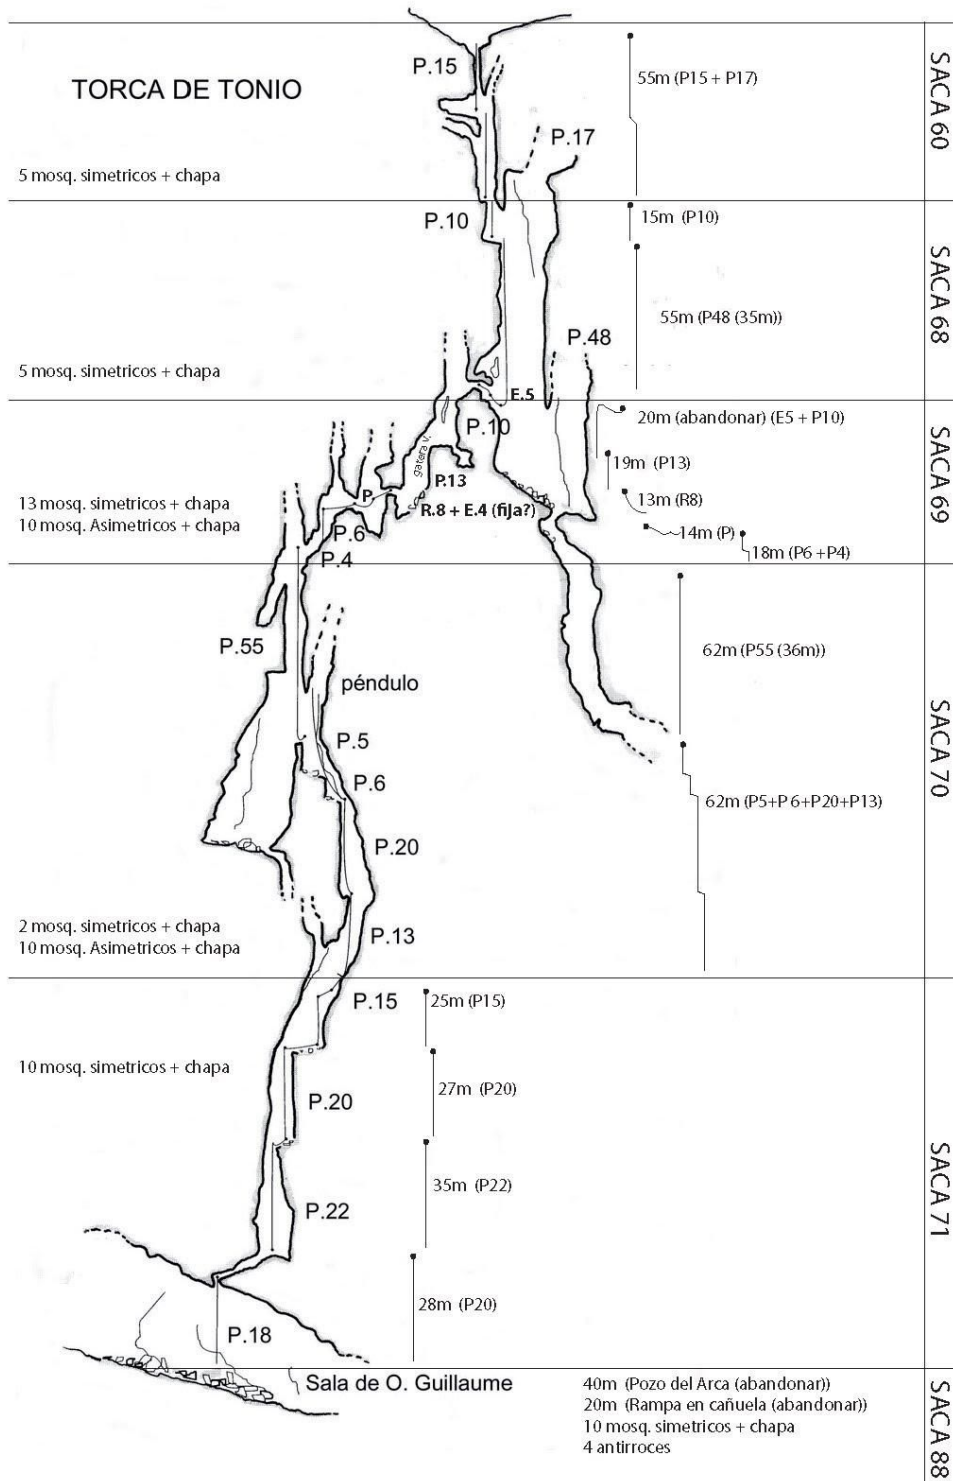 TORCA DE TONIO
P.15
55m (P15 + P17)
SACA 60
P.17
5 mosq. simetricos + chapa
P.10
15m (P10)
SACA 68
55m (P48 (35m))
P.48
5 mosq. simetricos + chapa
E.5
20m (abandonar) (E5 + P10)
P.10
gatera v.
19m (P13)
P.13
SACA 69
P.
13 mosq. simetricos + chapa
10 mosq. Asimetricos + chapa
R.8 + E.4 (fija?)
13m (R8)
P.6
14m (P)
18m (P6 +P4)
P.4
P.55
62m (P55 (36m))
péndulo
SACA 70
P.5
P.6
62m (P5+P6+P20+P13)
P.20
2 mosq. simetricos + chapa
10 mosq. Asimetricos + chapa
P.13
P.15
25m (P15)
10 mosq. simetricos + chapa
P.20
27m (P20)
SACA 71
35m (P22)
P.22
28m (P20)
P.18
Sala de O. Guillaume
40m (Pozo del Arca (abandonar))
20m (Rampa en cañuela (abandonar))
10 mosq. simetricos + chapa
4 antirroces
SACA 88